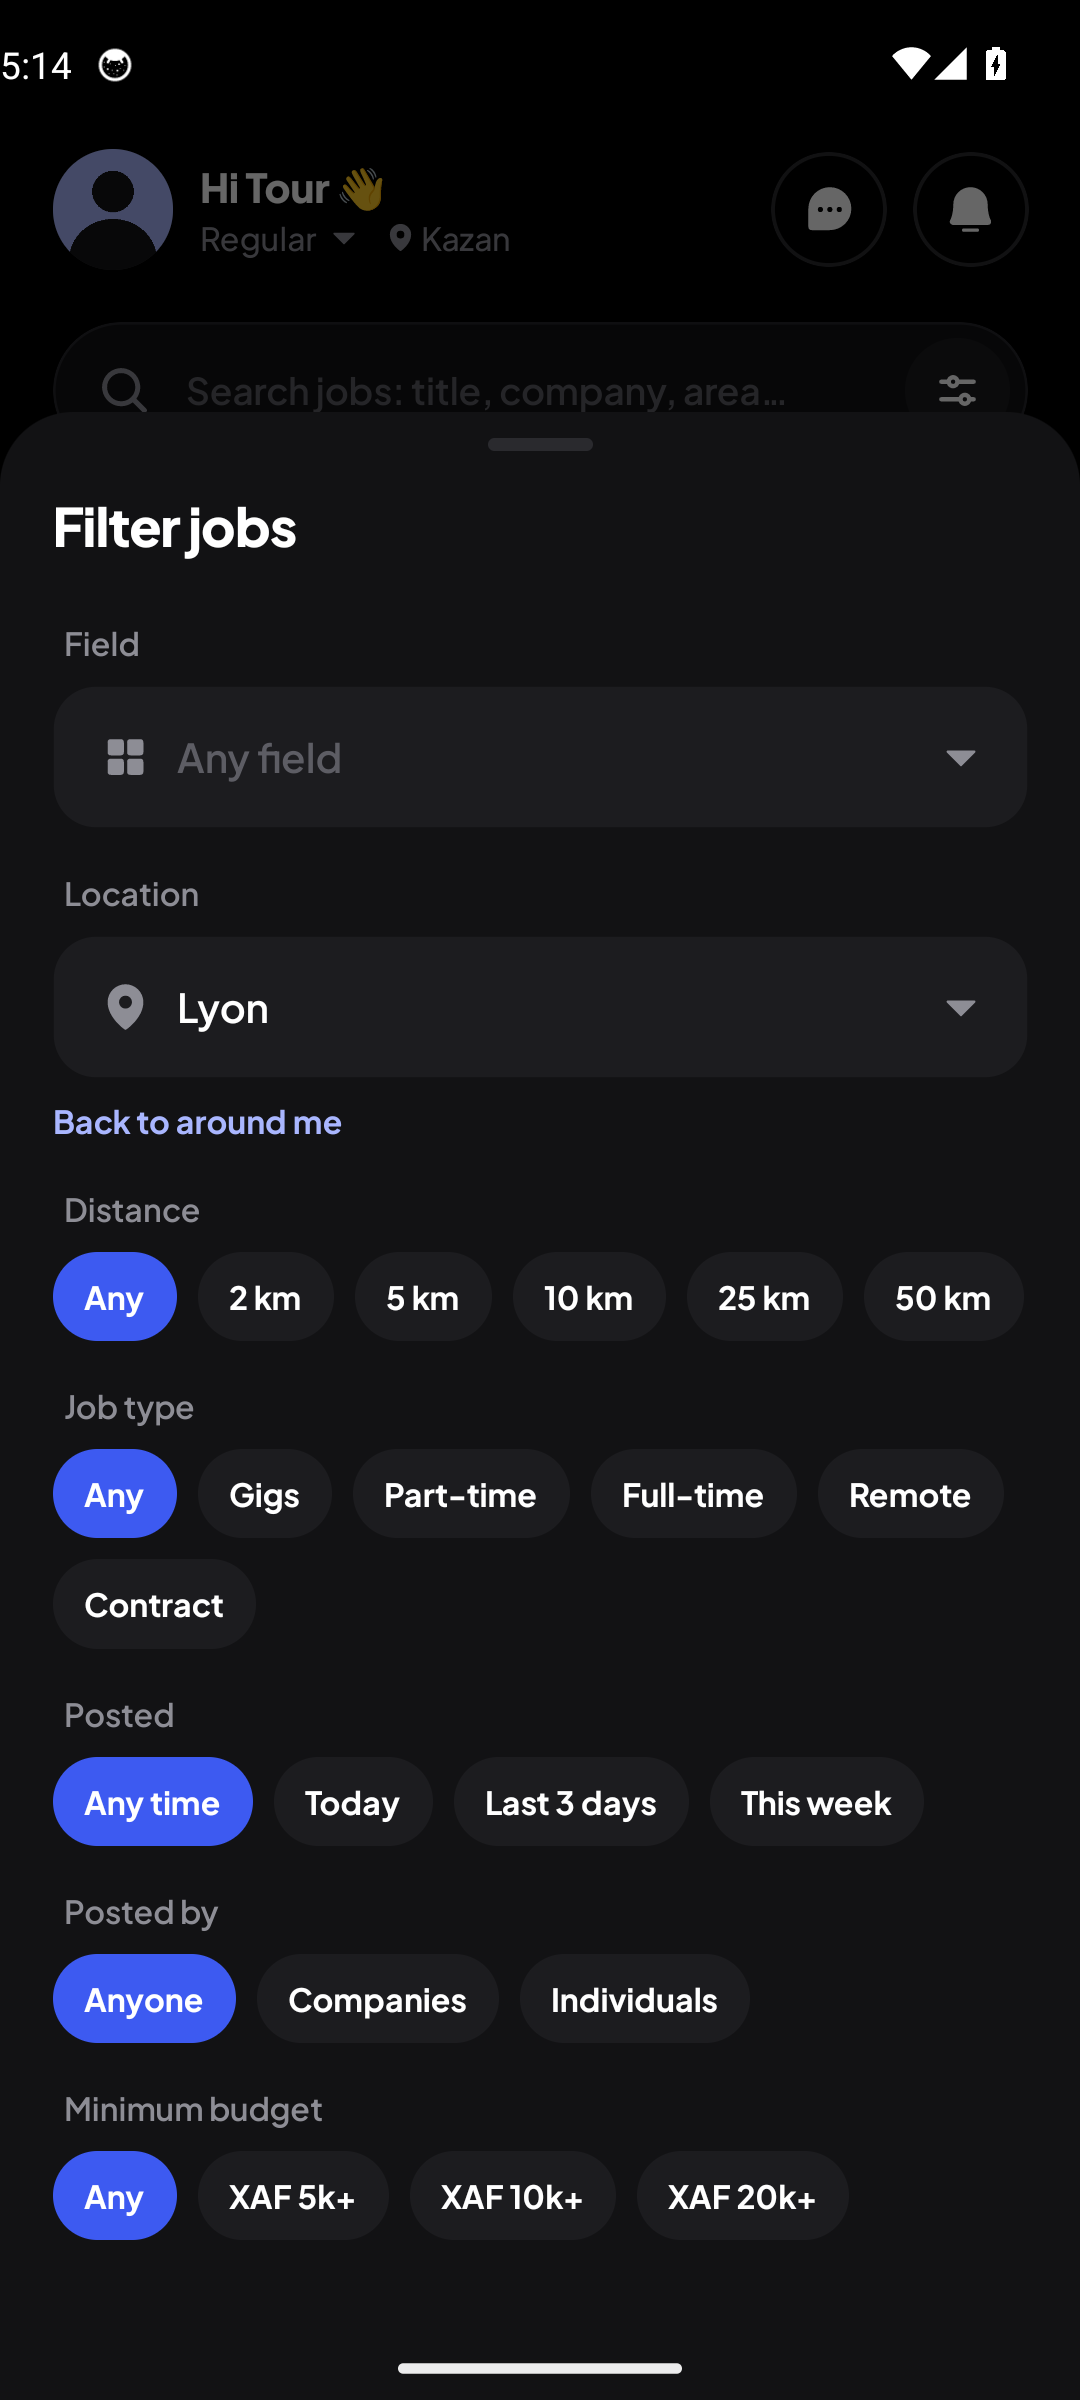 5:14
Hi Tour 👋
Regular Kazan
Search jobs: title, company, area...
Filter jobs
Field
Any field
Location
Lyon
Back to around me
Distance
Any 2 km 5 km 10 km 25 km 50 km
Job type
Any Gigs Part-time Full-time Remote
Contract
Posted
Any time Today Last 3 days This week
Posted by
Anyone Companies Individuals
Minimum budget
Any XAF 5k+ XAF 10k+ XAF 20k+